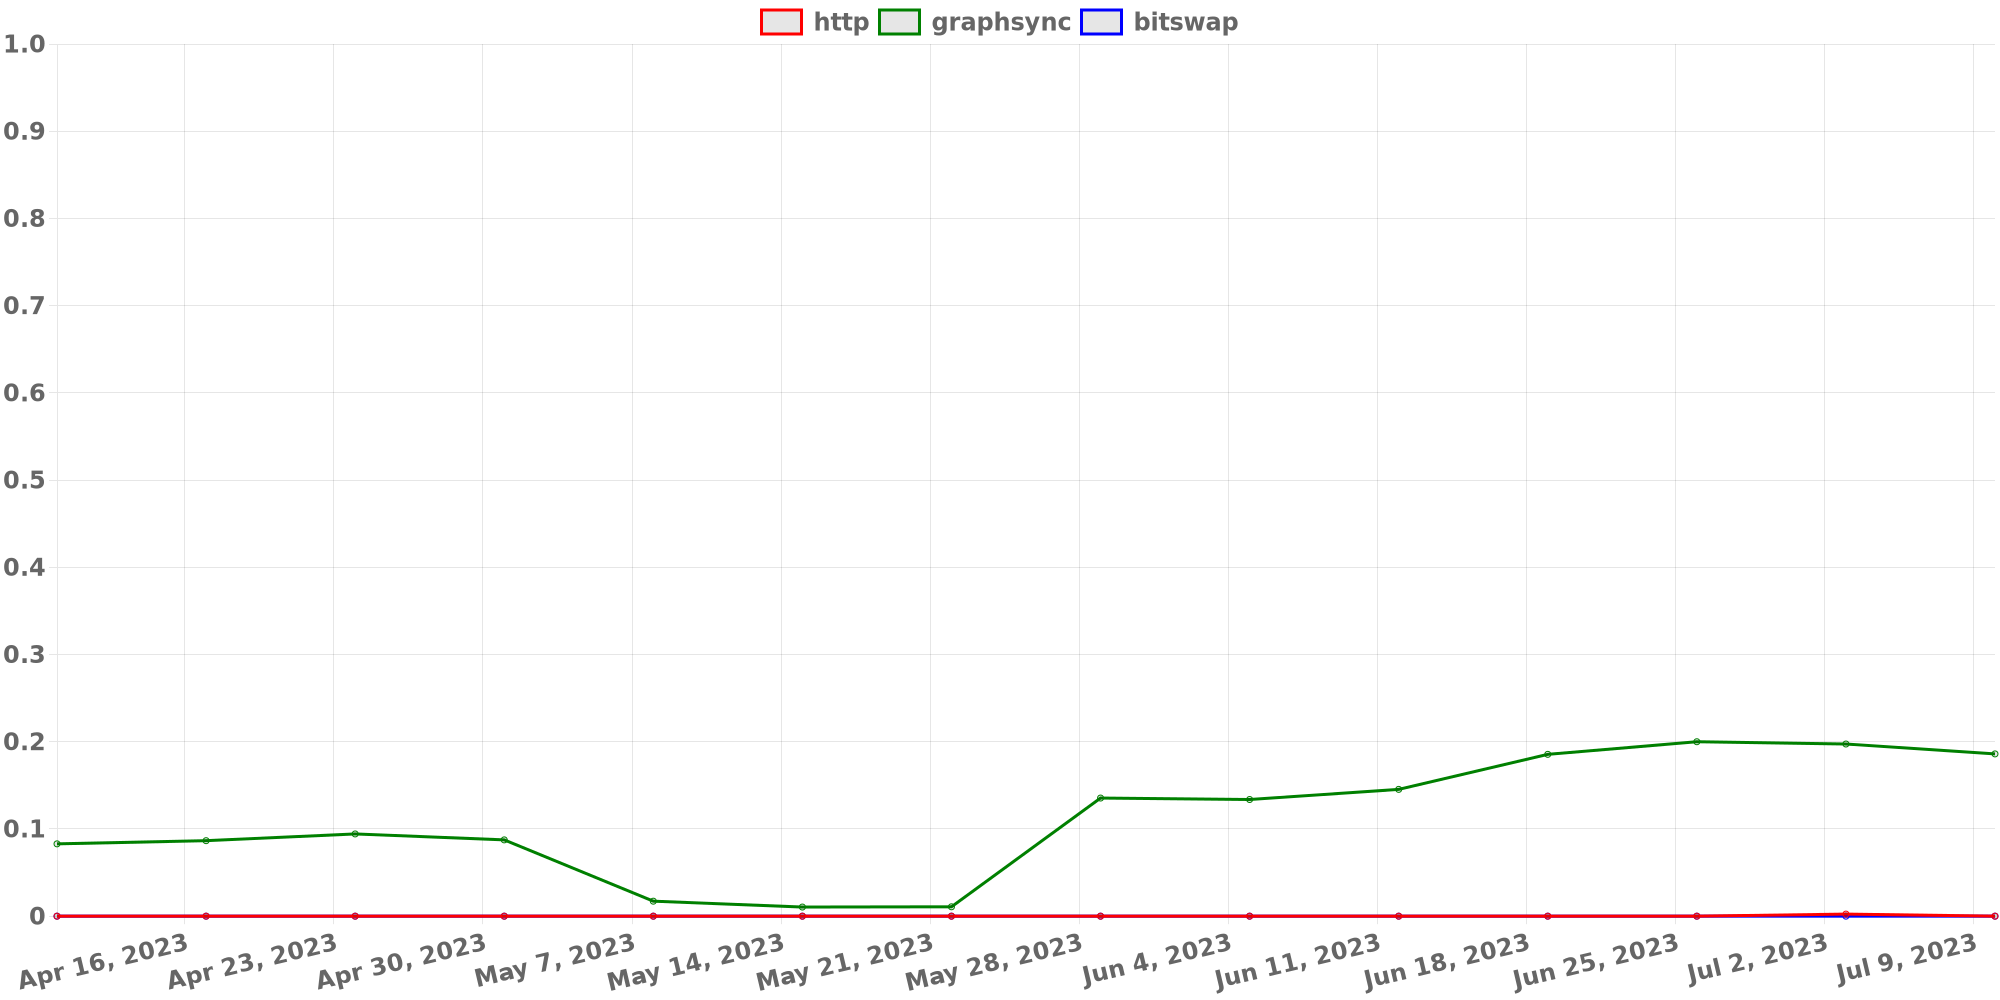 http graphsync bitswap
1.0
0.9
0.8
0.7
0.6
0.5
0.4
0.3
0.2
0.1
0
Apr 16, 2023
Apr 23, 2023
Apr 30, 2023
May 7, 2023
May 14, 2023
May 21, 2023
May 28, 2023
Jun 4, 2023
Jun 11, 2023
Jun 18, 2023
Jun 25, 2023
Jul 2, 2023
Jul 9, 2023